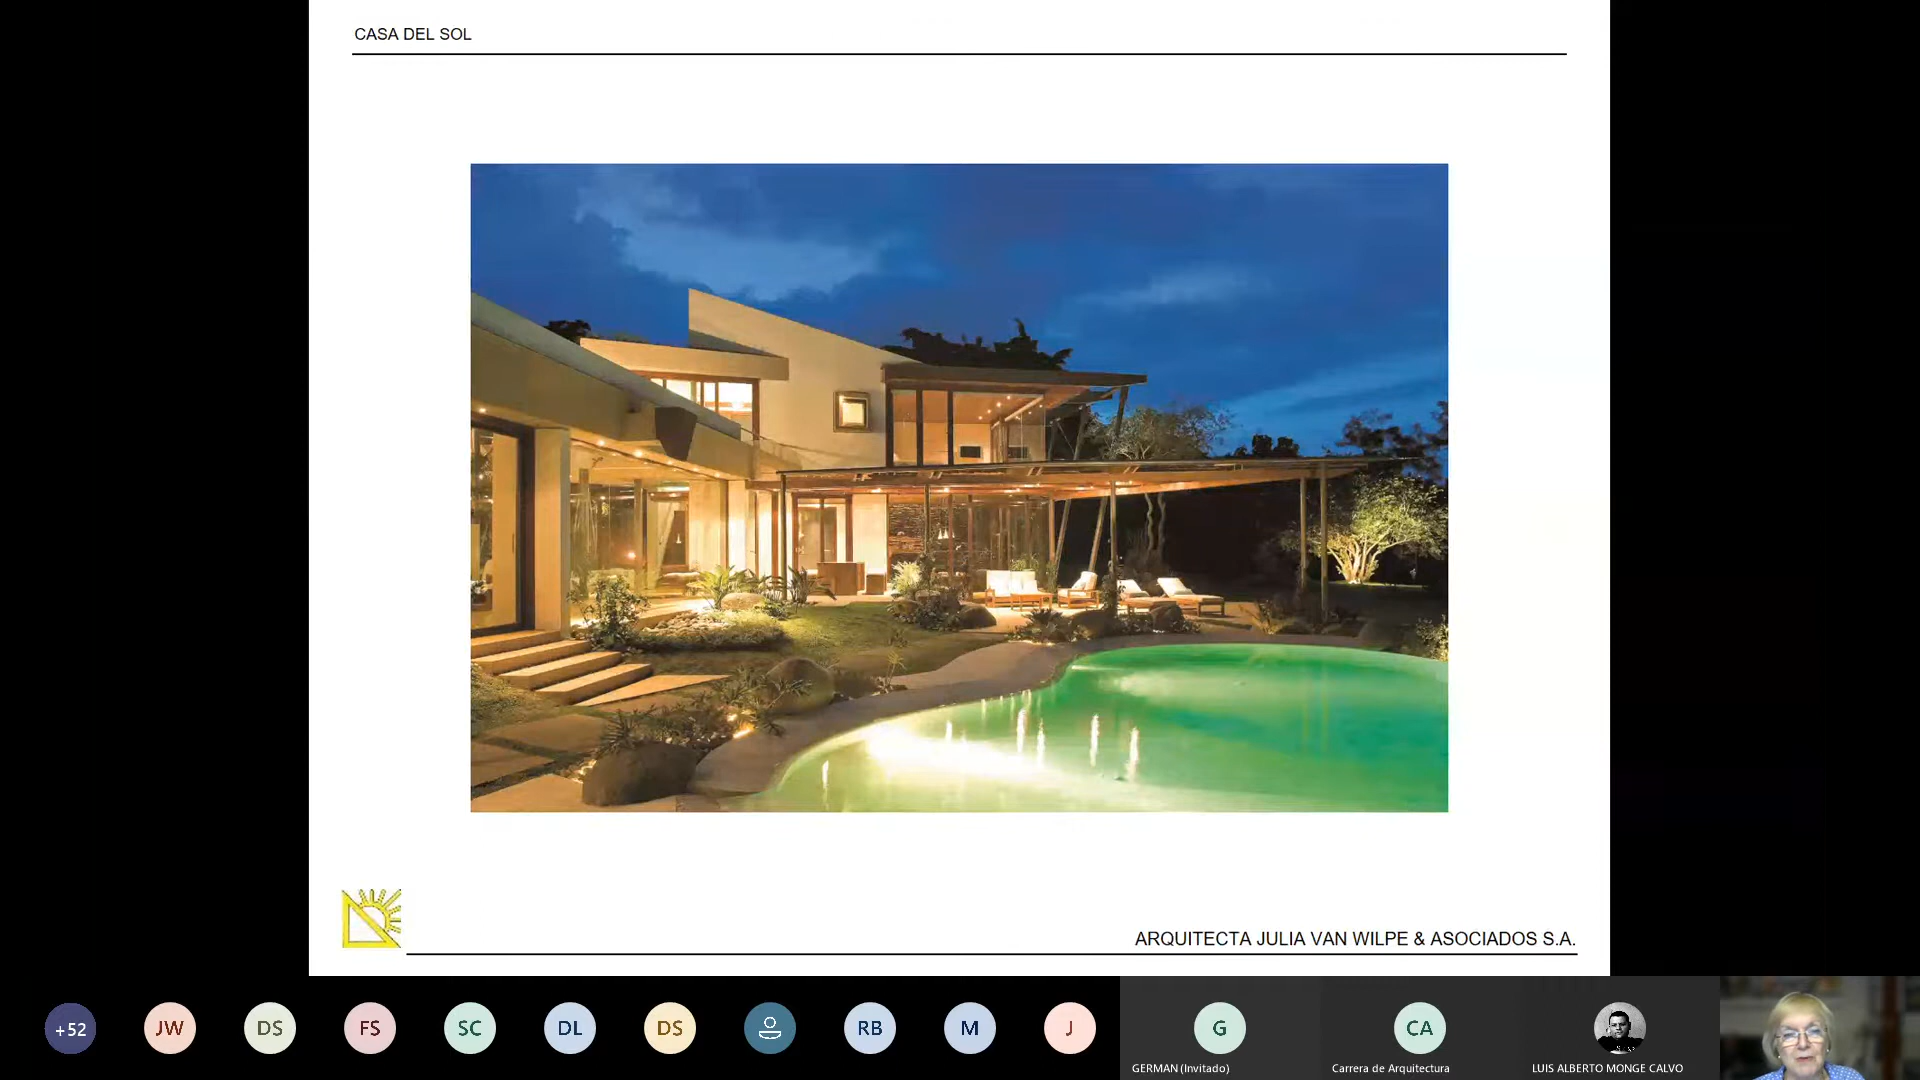 CASA DEL SOL
ARQUITECTA JULIA VAN WILPE & ASOCIADOS S.A.
+52
JW
DS
FS
SC
DL
DS
RB
M
J
G
CA
GERMAN (Invitado)
Carrera de Arquitectura
LUIS ALBERTO MONGE CALVO